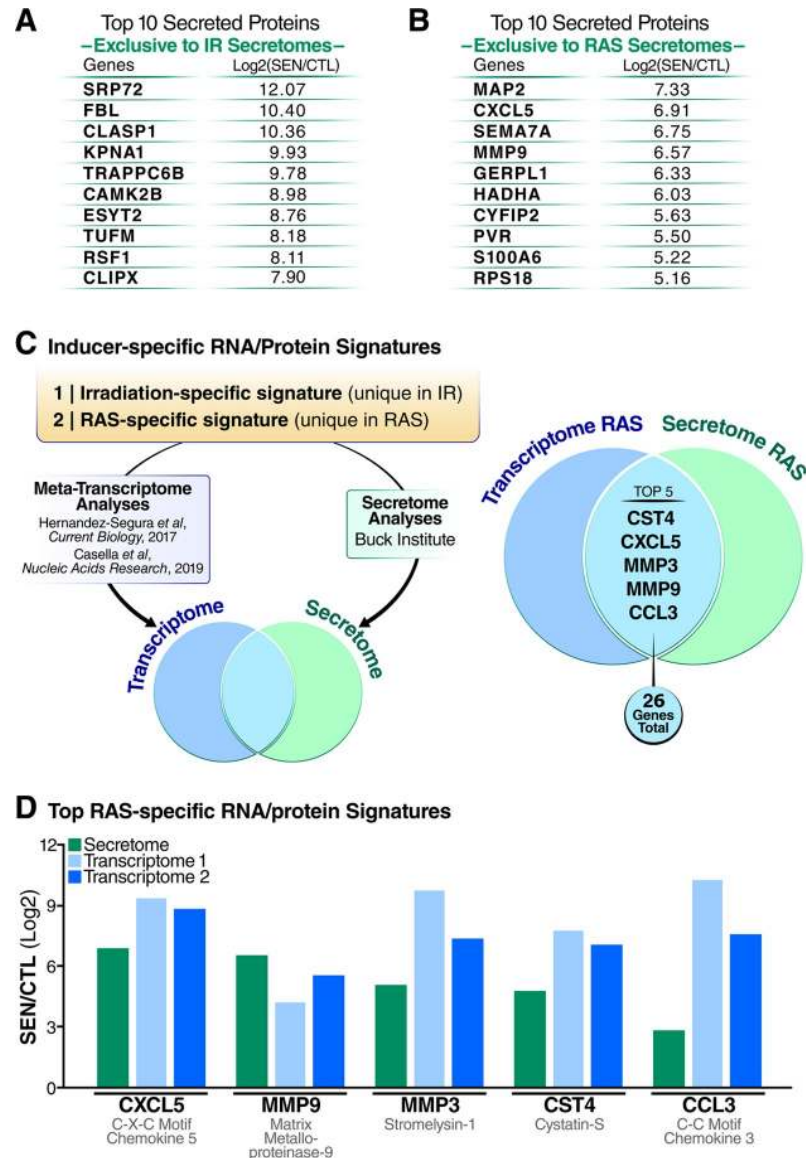 A Top 10 Secreted Proteins
–Exclusive to IR Secretomes–
Genes Log2(SEN/CTL)
SRP72 12.07
FBL 10.40
CLASP1 10.36
KPNA1 9.93
TRAPPC6B 9.78
CAMK2B 8.98
ESYT2 8.76
TUFM 8.18
RSF1 8.11
CLIPX 7.90
B Top 10 Secreted Proteins
–Exclusive to RAS Secretomes–
Genes Log2(SEN/CTL)
MAP2 7.33
CXCL5 6.91
SEMA7A 6.75
MMP9 6.57
GERPL1 6.33
HADHA 6.03
CYFIP2 5.63
PVR 5.50
S100A6 5.22
RPS18 5.16
C Inducer-specific RNA/Protein Signatures
1 | Irradiation-specific signature (unique in IR)
2 | RAS-specific signature (unique in RAS)
Meta-Transcriptome
Analyses
Hernandez-Segura et al,
Current Biology, 2017
Casella et al,
Nucleic Acids Research, 2019
Secretome
Analyses
Buck Institute
Transcriptome
Secretome
Transcriptome RAS
Secretome RAS
TOP 5
CST4
CXCL5
MMP3
MMP9
CCL3
26
Genes
Total
D Top RAS-specific RNA/protein Signatures
SEN/CTL (Log2)
12
9
6
3
0
Secretome
Transcriptome 1
Transcriptome 2
CXCL5
C-X-C Motif
Chemokine 5
MMP9
Matrix
Metallo-
proteinase-9
MMP3
Stromelysin-1
CST4
Cystatin-S
CCL3
C-C Motif
Chemokine 3